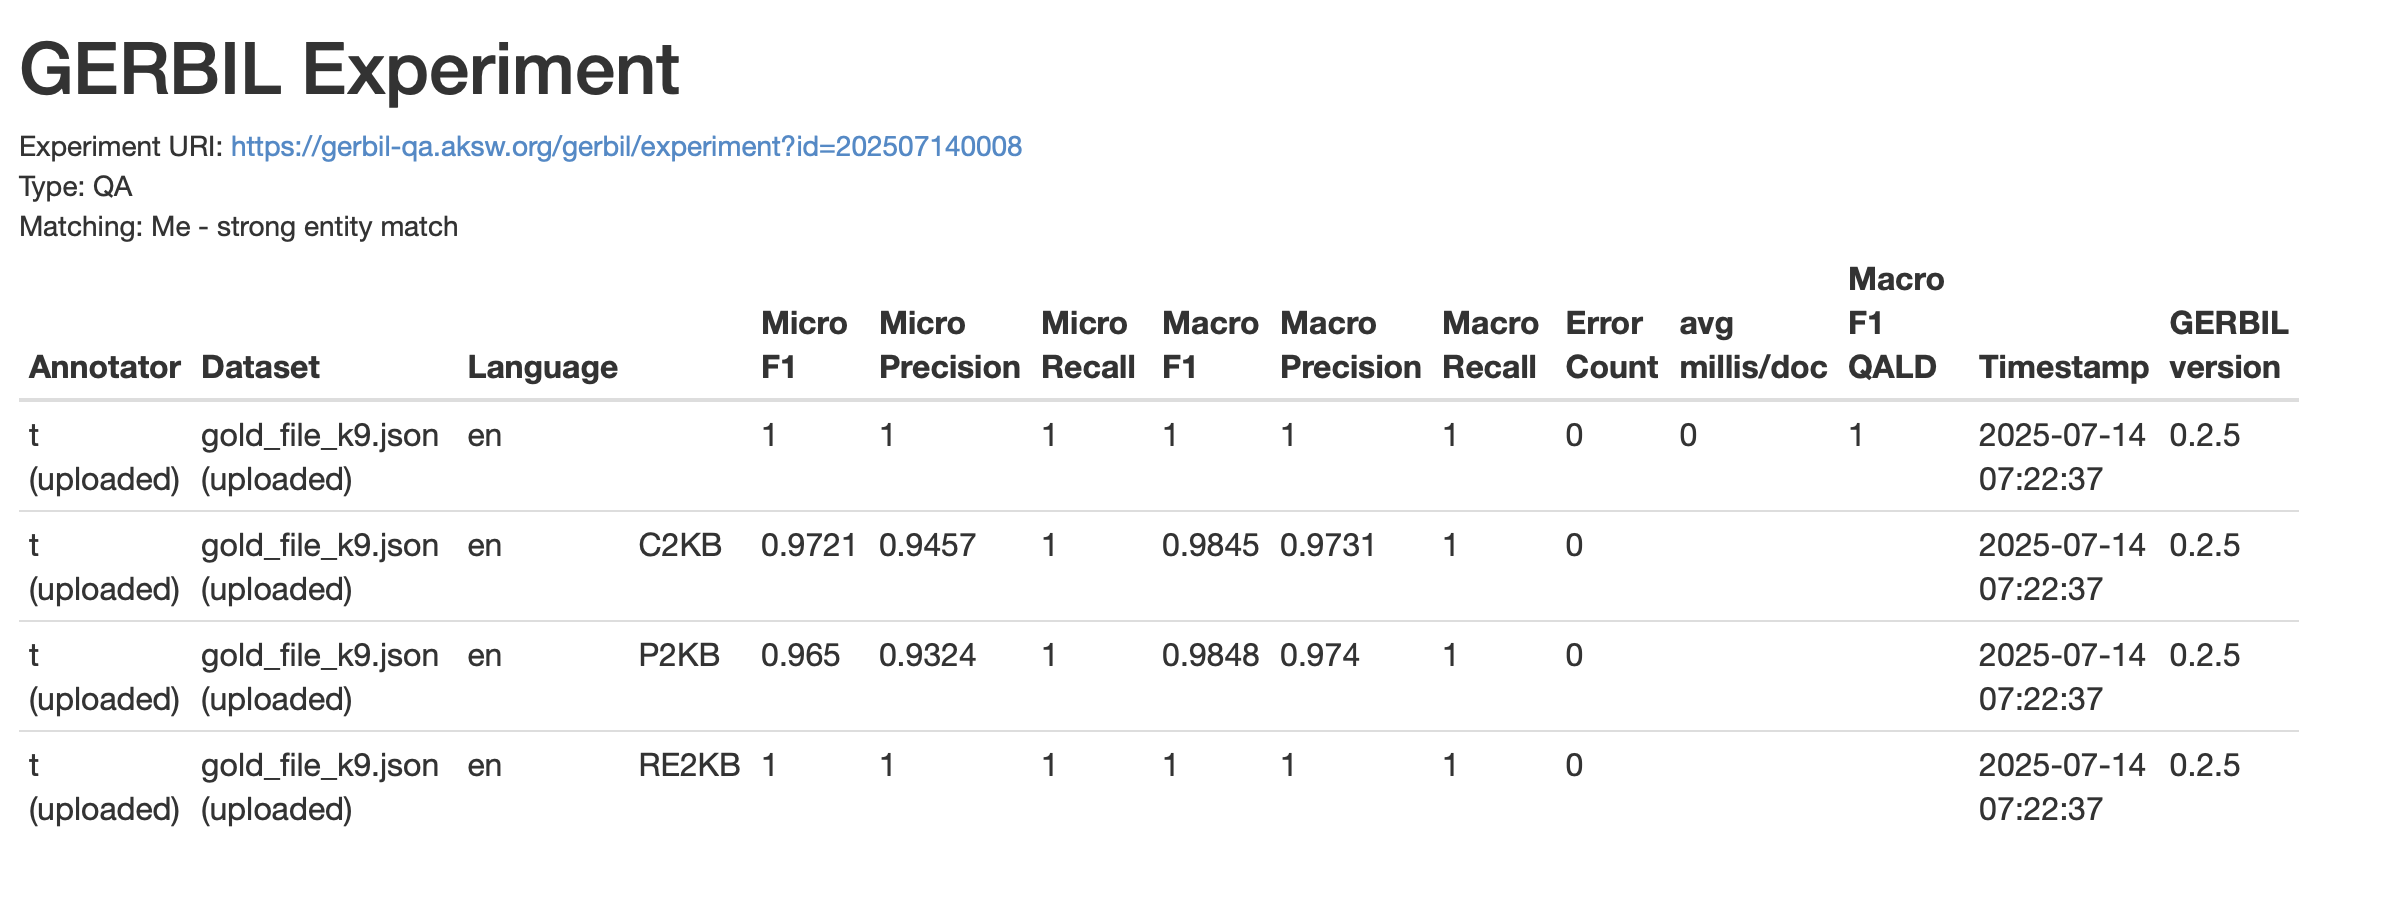 GERBIL Experiment
Experiment URI: https://gerbil-qa.aksw.org/gerbil/experiment?id=202507140008
Type: QA
Matching: Me - strong entity match
Annotator Dataset Language Micro F1 Micro Precision Micro Recall Macro F1 Macro Precision Macro Recall Error Count avg millis/doc Macro F1 QALD Timestamp GERBIL version
t (uploaded) gold_file_k9.json (uploaded) en 1 1 1 1 1 1 0 0 1 2025-07-14 07:22:37 0.2.5
t (uploaded) gold_file_k9.json (uploaded) en C2KB 0.9721 0.9457 1 0.9845 0.9731 1 0 2025-07-14 07:22:37 0.2.5
t (uploaded) gold_file_k9.json (uploaded) en P2KB 0.965 0.9324 1 0.9848 0.974 1 0 2025-07-14 07:22:37 0.2.5
t (uploaded) gold_file_k9.json (uploaded) en RE2KB 1 1 1 1 1 1 0 2025-07-14 07:22:37 0.2.5